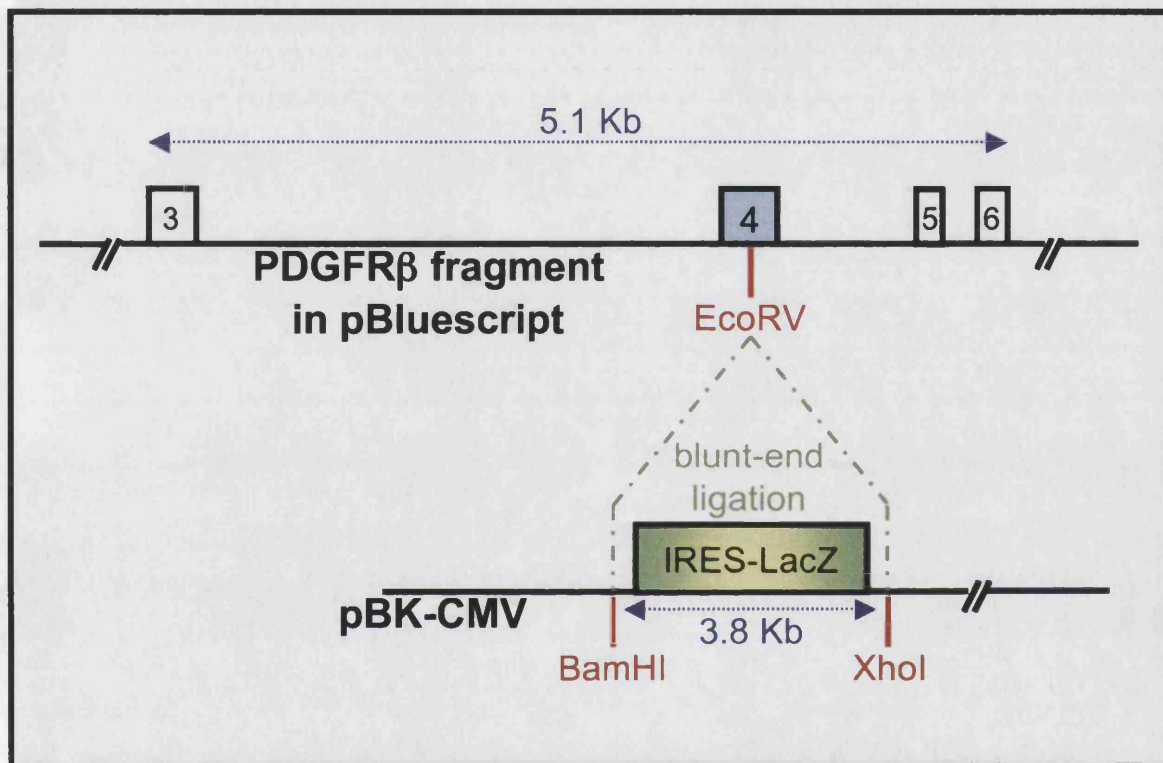 5.1 Kb
3
4
5
6
PDGFRβ fragment
in pBluescript
EcoRV
blunt-end
ligation
IRES-LacZ
pBK-CMV
3.8 Kb
BamHI
XhoI